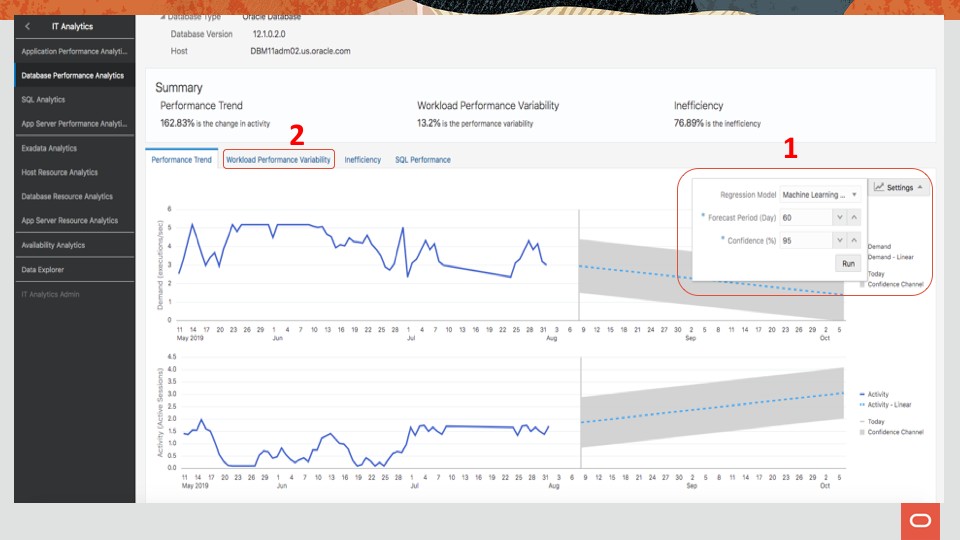 IT Analytics
Application Performance Analyti...
Database Performance Analytics
SQL Analytics
App Server Performance Analyti...
Exadata Analytics
Host Resource Analytics
Database Resource Analytics
App Server Resource Analytics
Availability Analytics
Data Explorer
IT Analytics Admin
Database Type Oracle Database
Database Version 12.1.0.2.0
Host DBM11adm02.us.oracle.com
Summary
Performance Trend Workload Performance Variability Inefficiency
162.83% is the change in activity 13.2% is the performance variability 76.89% is the inefficiency
2
1
Performance Trend Workload Performance Variability Inefficiency SQL Performance
Settings
Regression Model Machine Learning ...
* Forecast Period (Day) 60
* Confidence (%) 95
Run
Demand (executions/sec)
6
5
4
3
2
1
0
11 14 17 20 23 26 29 1 4 7 10 13 16 19 22 25 28 1 4 7 10 13 16 19 22 25 28 31 3 6 9 12 15 18 21 24 27 30 2 5 8 11 14 17 20 23 26 29 2 5
May 2019 Jun Jul Aug Sep Oct
Demand
Demand - Linear
Today
Confidence Channel
Activity (Active Sessions)
4.5
4.0
3.5
3.0
2.5
2.0
1.5
1.0
0.5
0.0
11 14 17 20 23 26 29 1 4 7 10 13 16 19 22 25 28 1 4 7 10 13 16 19 22 25 28 31 3 6 9 12 15 18 21 24 27 30 2 5 8 11 14 17 20 23 26 29 2 5
May 2019 Jun Jul Aug Sep Oct
Activity
Activity - Linear
Today
Confidence Channel